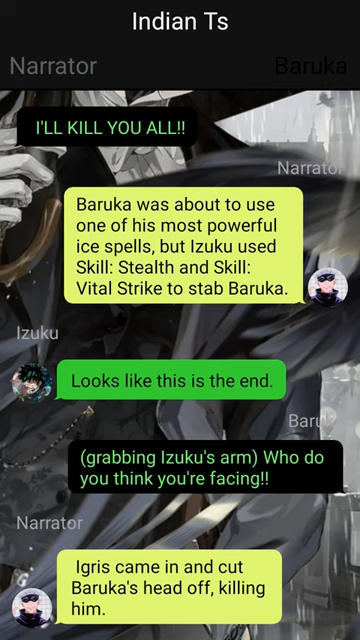 Indian Ts
Narrator
Baruka
I'LL KILL YOU ALL!!
Narrator
Baruka was about to use
one of his most powerful
ice spells, but Izuku used
Skill: Stealth and Skill:
Vital Strike to stab Baruka.
Izuku
Looks like this is the end.
Baruka
(grabbing Izuku's arm) Who do
you think you're facing!!
Narrator
Igris came in and cut
Baruka's head off, killing
him.